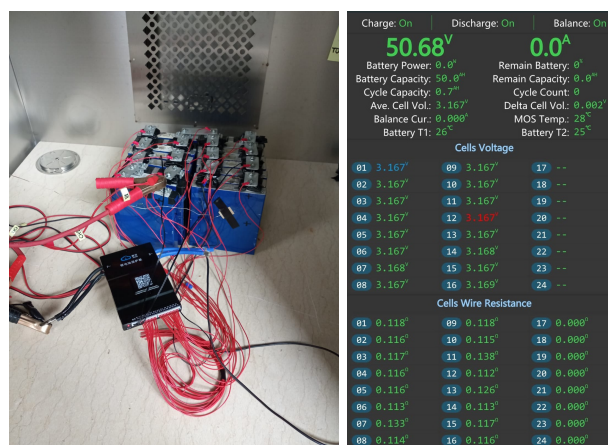 Charge: On Discharge: On Balance: On
50.68V 0.0A
Battery Power: 0.0W Remain Battery: 0%
Battery Capacity: 50.0AH Remain Capacity: 0.0AH
Cycle Capacity: 0.7AH Cycle Count: 0
Ave. Cell Vol.: 3.167V Delta Cell Vol.: 0.002V
Balance Cur.: 0.000A MOS Temp.: 28℃
Battery T1: 26℃ Battery T2: 25℃
Cells Voltage
01 3.167V 09 3.167V 17 --
02 3.167V 10 3.167V 18 --
03 3.167V 11 3.167V 19 --
04 3.167V 12 3.167V 20 --
05 3.167V 13 3.167V 21 --
06 3.167V 14 3.168V 22 --
07 3.168V 15 3.167V 23 --
08 3.167V 16 3.169V 24 --
Cells Wire Resistance
01 0.118Ω 09 0.118Ω 17 0.000Ω
02 0.116Ω 10 0.115Ω 18 0.000Ω
03 0.117Ω 11 0.138Ω 19 0.000Ω
04 0.116Ω 12 0.112Ω 20 0.000Ω
05 0.116Ω 13 0.126Ω 21 0.000Ω
06 0.113Ω 14 0.113Ω 22 0.000Ω
07 0.133Ω 15 0.117Ω 23 0.000Ω
08 0.114Ω 16 0.116Ω 24 0.000Ω